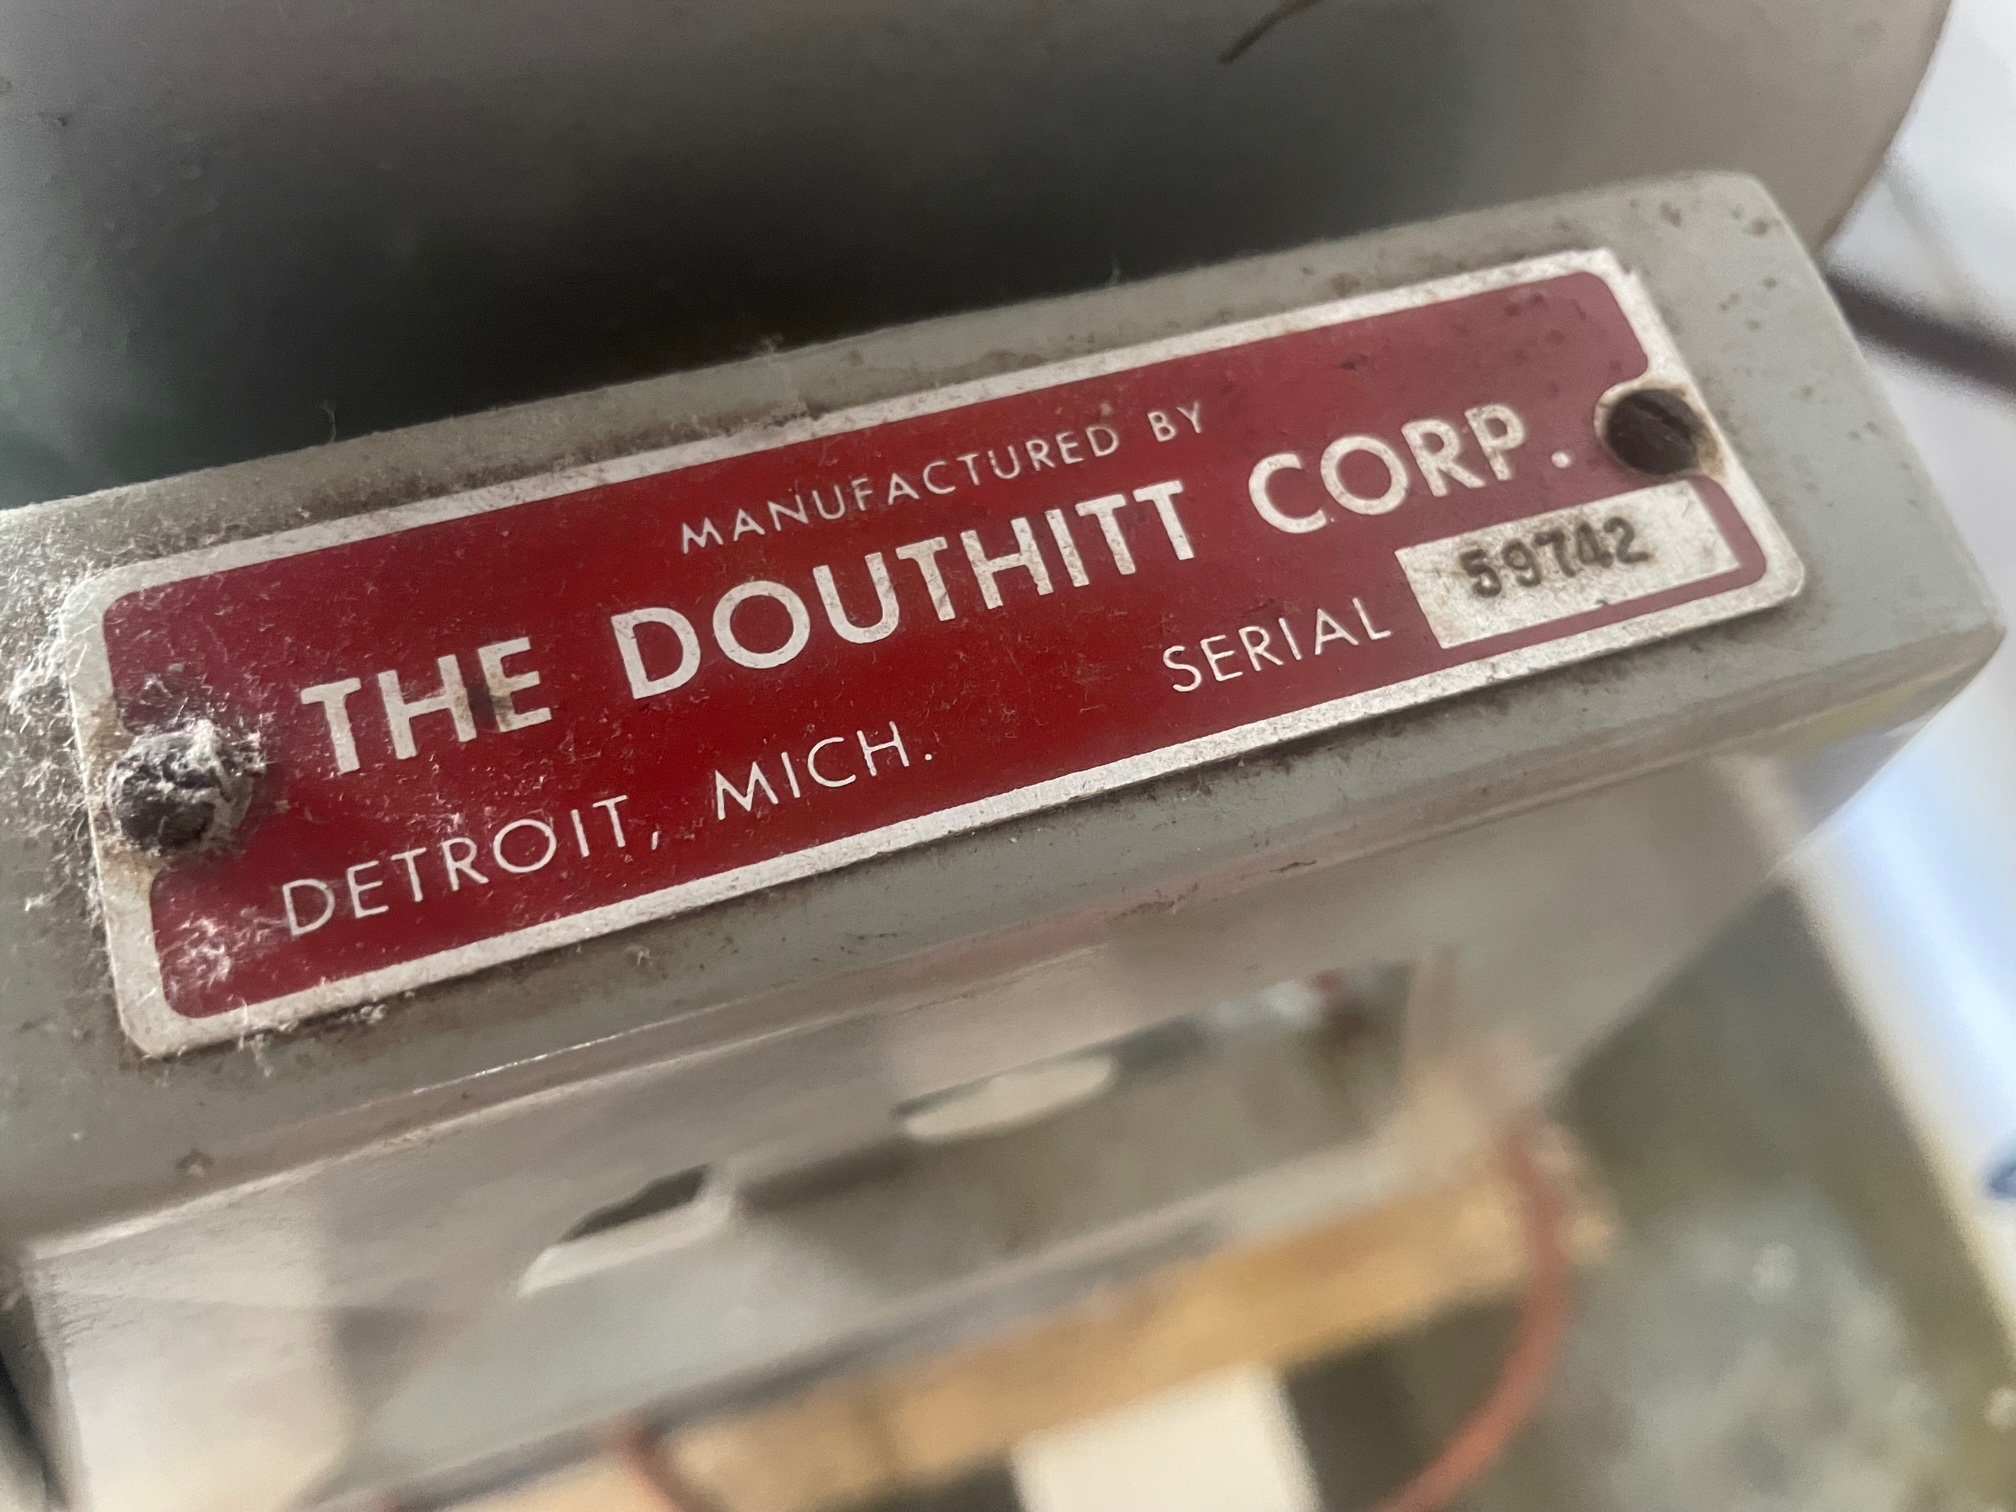 MANUFACTURED BY
THE DOUTHITT CORP.
DETROIT, MICH. SERIAL 59742